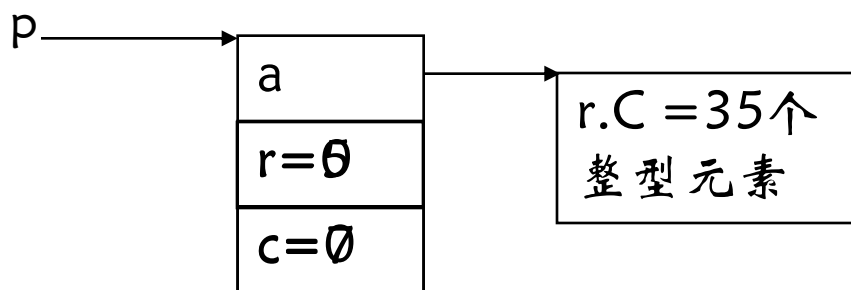 p
a
r=
c=
r.C =35个
整型元素